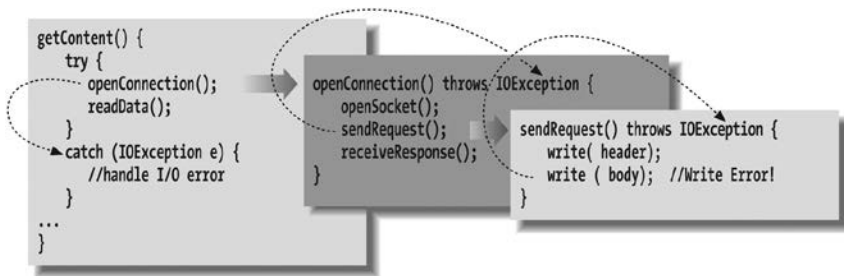 getContent() {
try {
openConnection();
readData();
}
catch (IOException e) {
//handle I/O error
}
...
}
openConnection() throws IOException {
openSocket();
sendRequest();
receiveResponse();
}
sendRequest() throws IOException {
write( header);
write ( body); //Write Error!
}